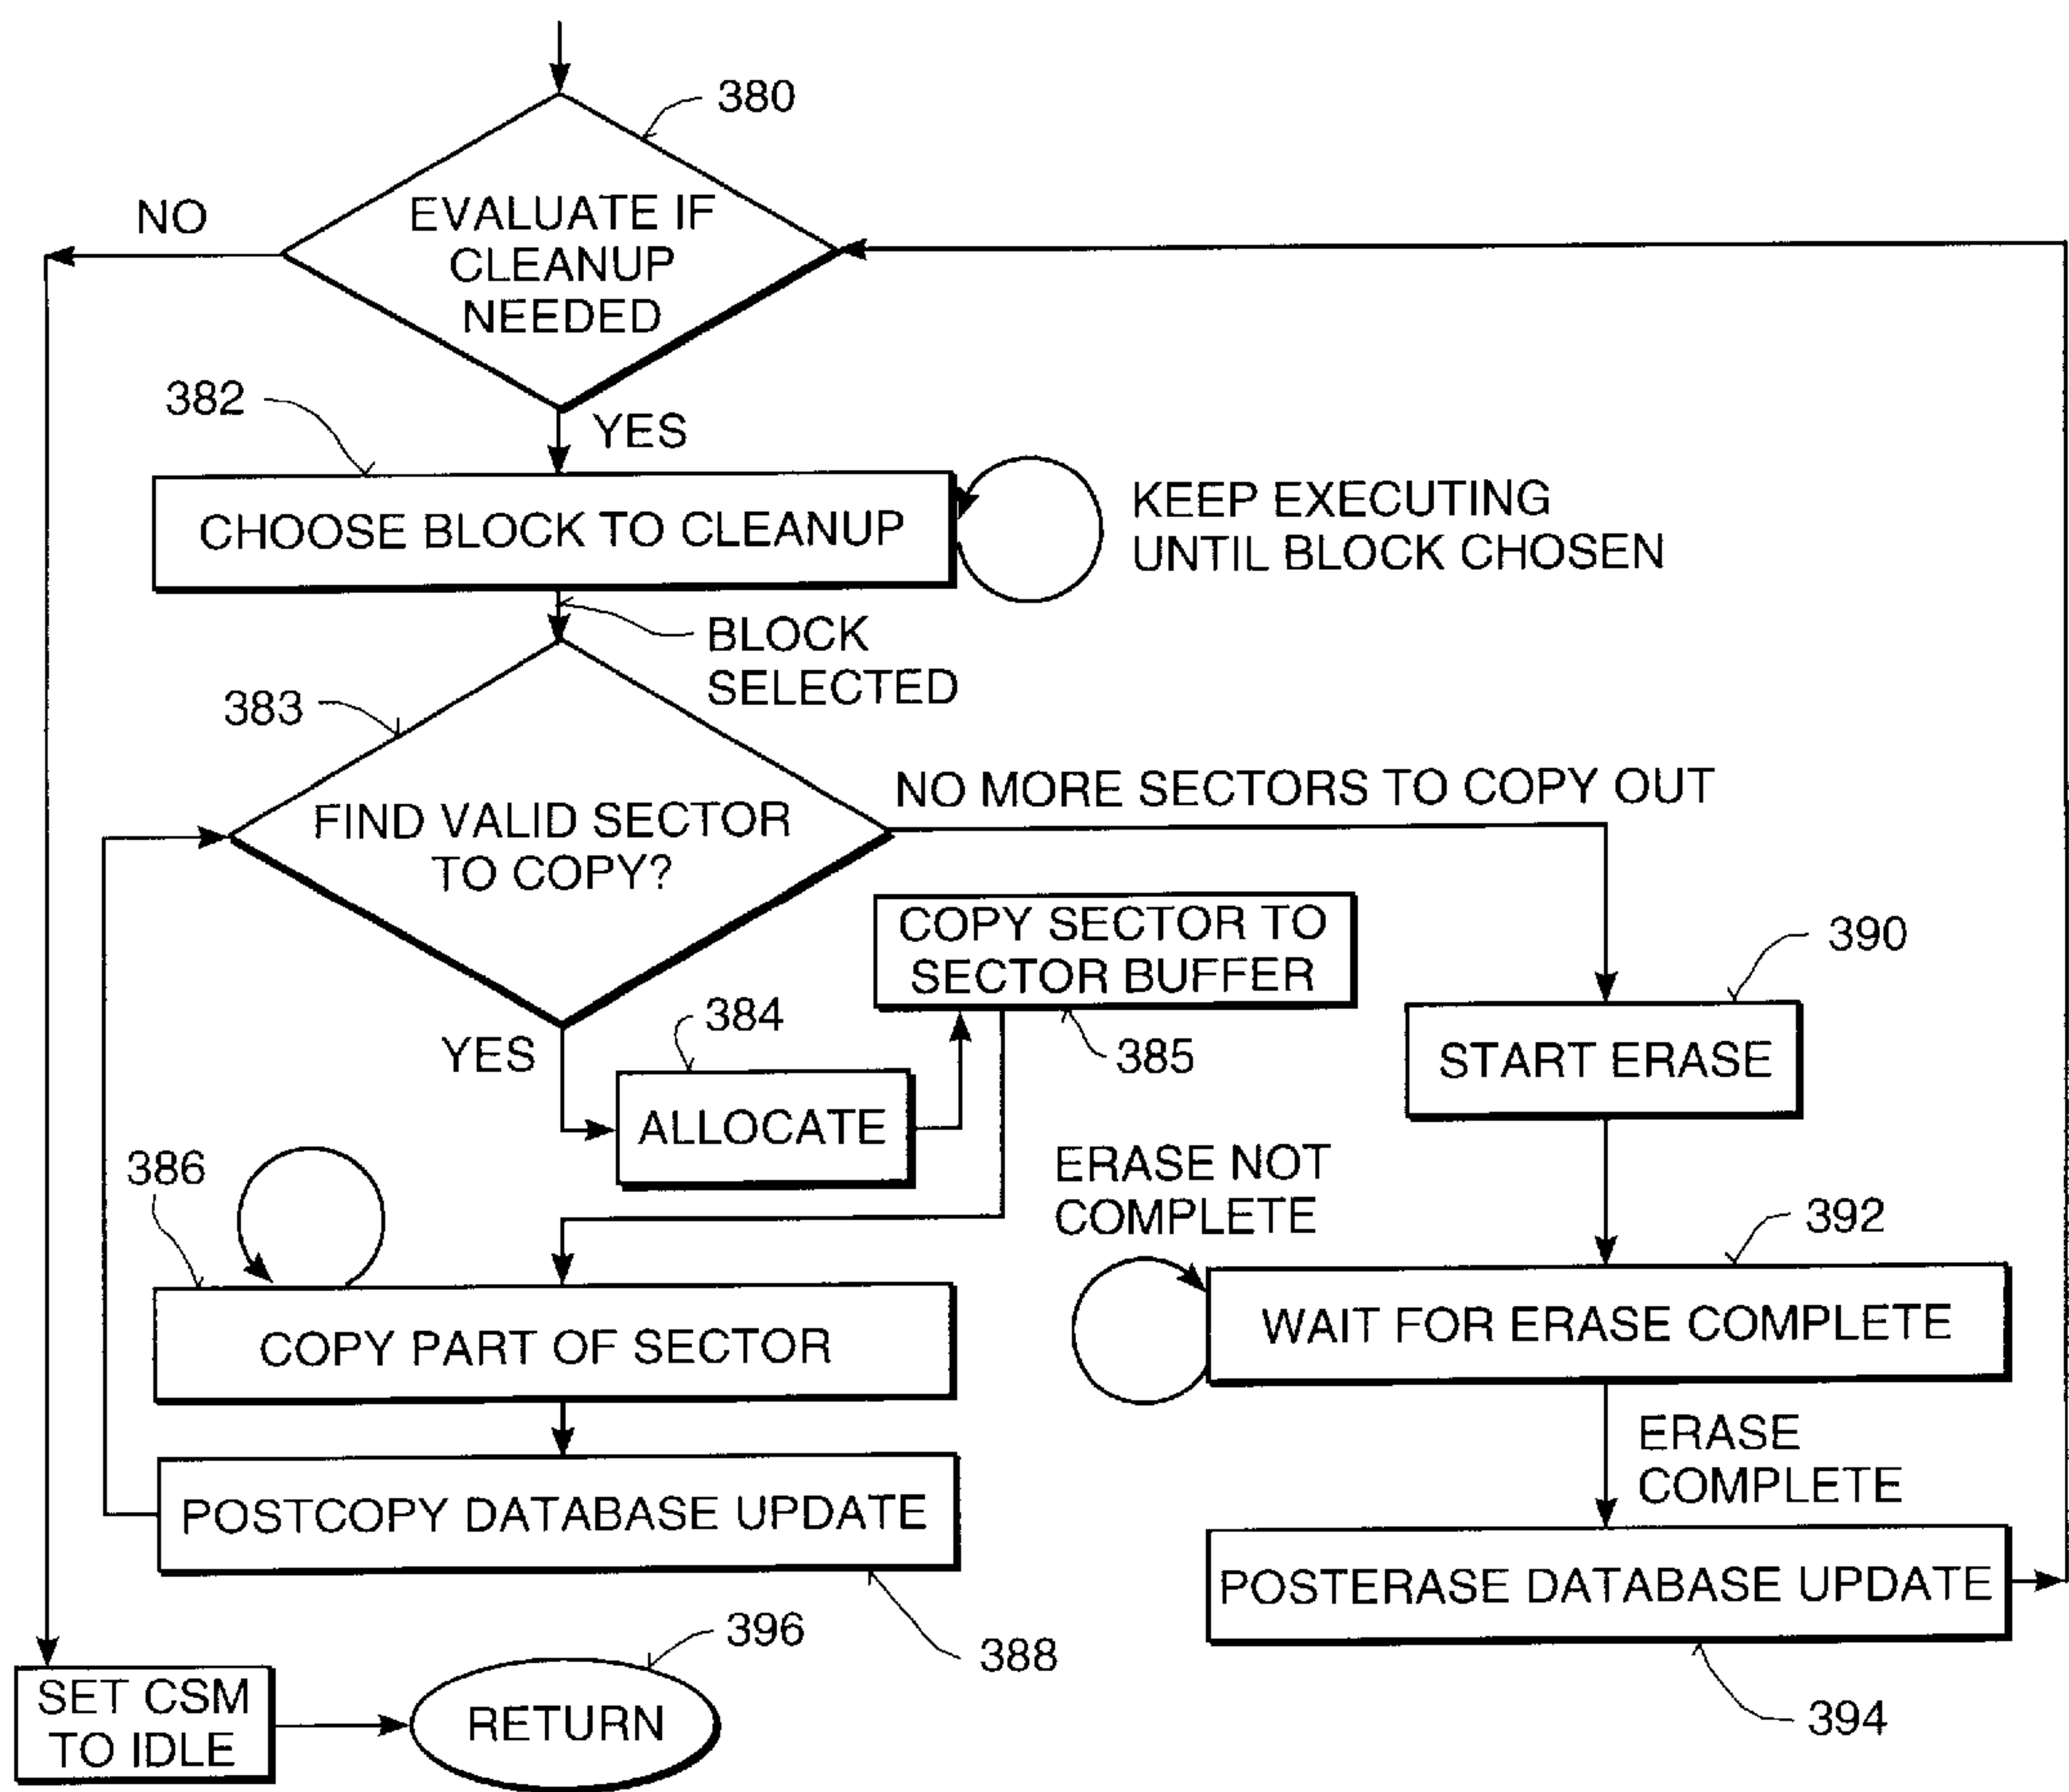 380
NO
EVALUATE IF
CLEANUP
NEEDED
382
YES
CHOOSE BLOCK TO CLEANUP
KEEP EXECUTING
UNTIL BLOCK CHOSEN
BLOCK
SELECTED
383
NO MORE SECTORS TO COPY OUT
FIND VALID SECTOR
TO COPY?
COPY SECTOR TO
SECTOR BUFFER
390
384
YES
385
START ERASE
ALLOCATE
386
ERASE NOT
COMPLETE
392
COPY PART OF SECTOR
WAIT FOR ERASE COMPLETE
ERASE
COMPLETE
POSTCOPY DATABASE UPDATE
POSTERASE DATABASE UPDATE
396
388
SET CSM
TO IDLE
RETURN
394